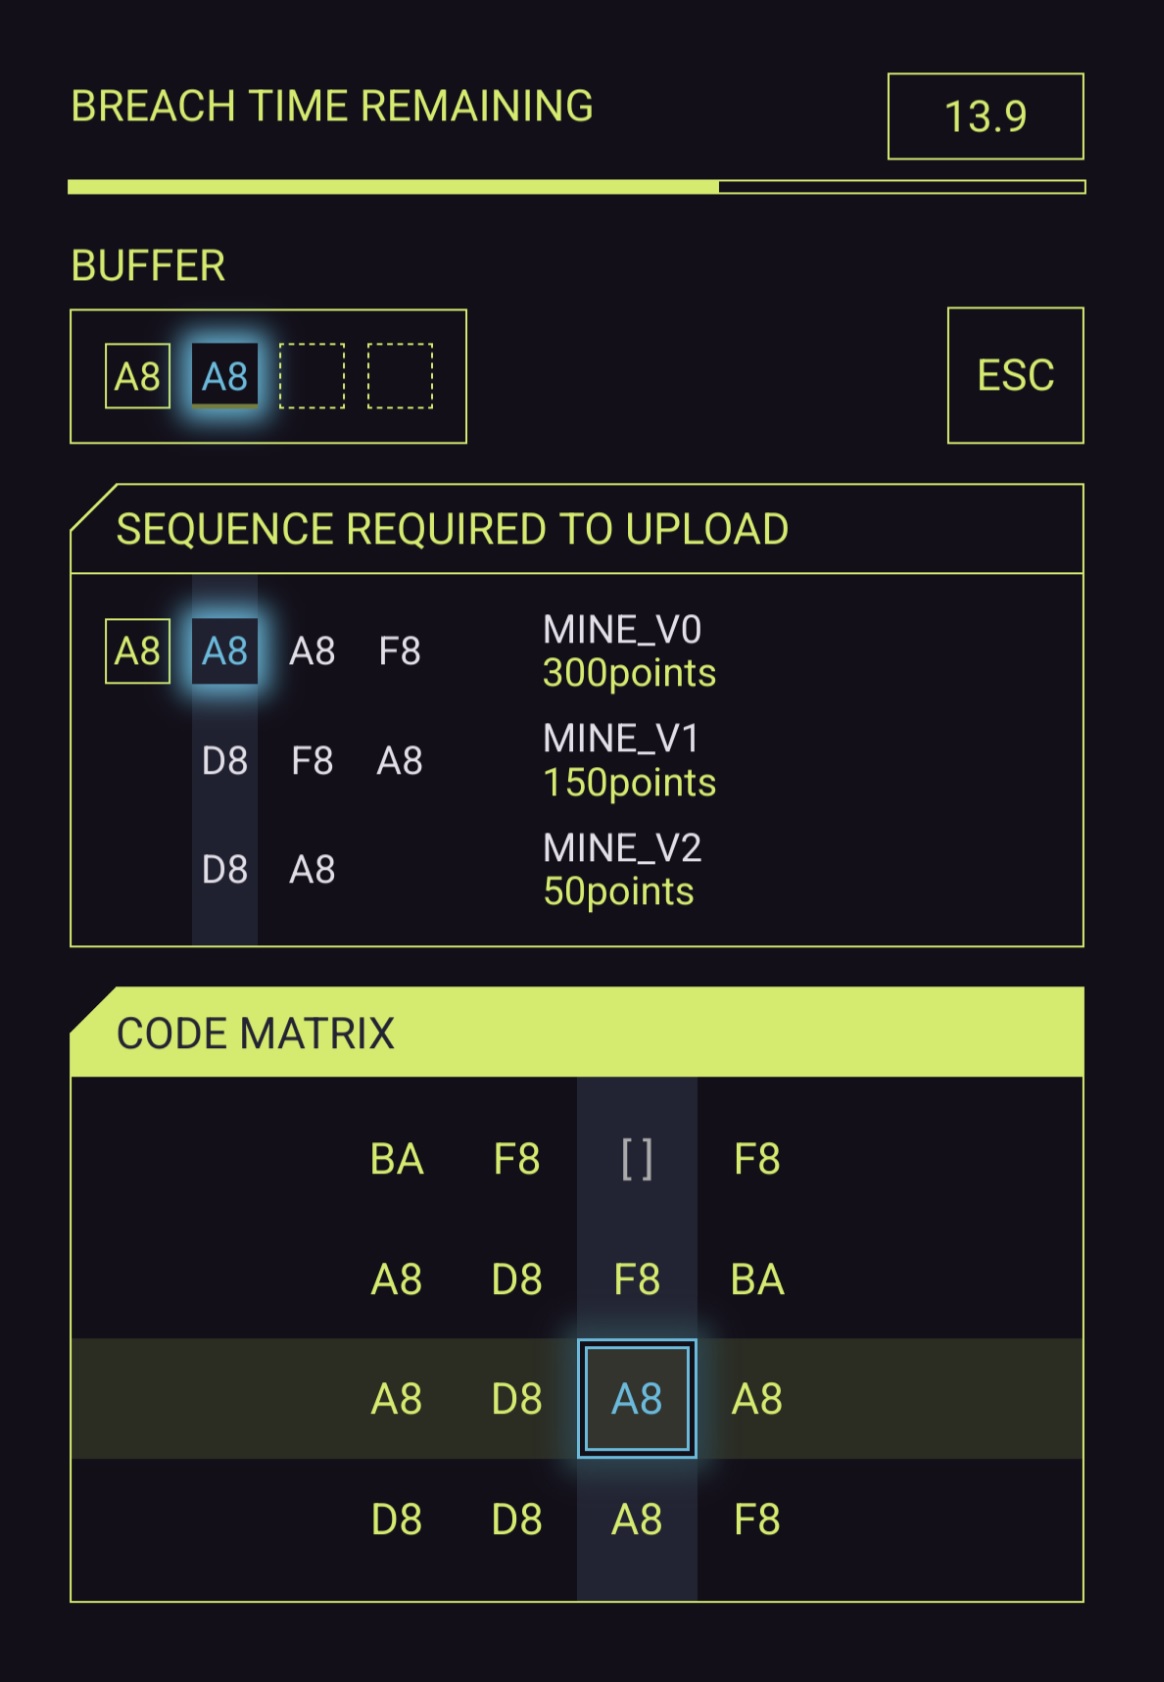 BREACH TIME REMAINING 13.9
BUFFER
A8 A8 ESC
SEQUENCE REQUIRED TO UPLOAD
A8 A8 A8 F8 MINE_V0
300points
D8 F8 A8 MINE_V1
150points
D8 A8 MINE_V2
50points
CODE MATRIX
BA F8 [ ] F8
A8 D8 F8 BA
A8 D8 A8 A8
D8 D8 A8 F8